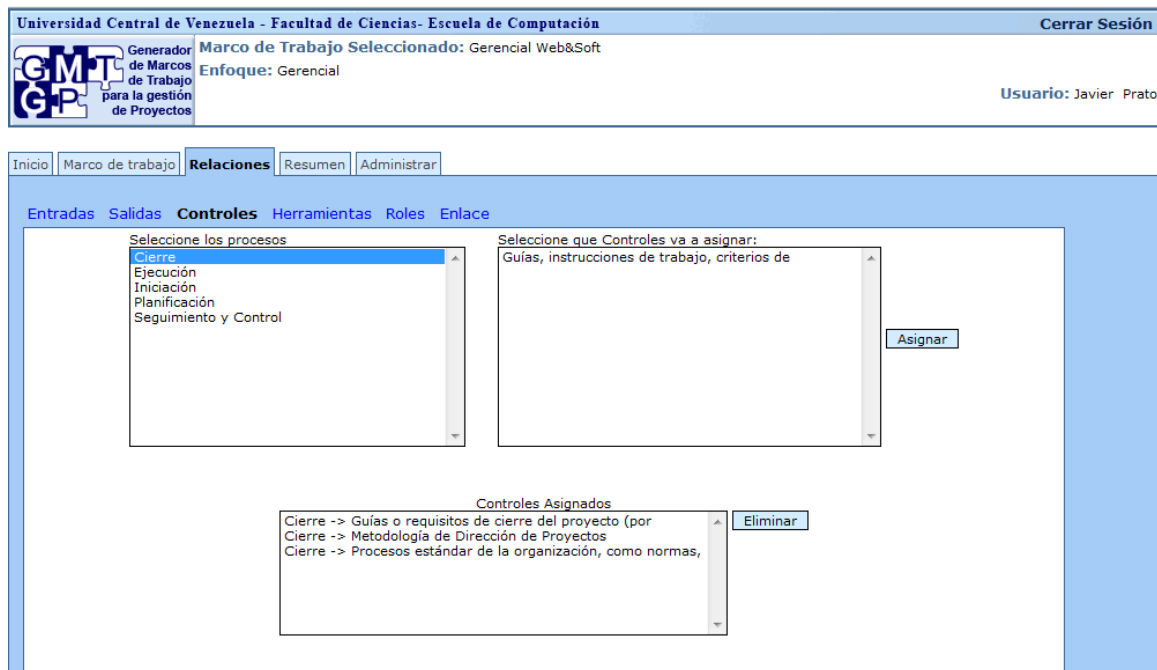 Universidad Central de Venezuela - Facultad de Ciencias- Escuela de Computación
Cerrar Sesión
GMT GP
Generador
de Marcos
de Trabajo
para la gestión
de Proyectos
Marco de Trabajo Seleccionado: Gerencial Web&Soft
Enfoque: Gerencial
Usuario: Javier Prato
Inicio Marco de trabajo Relaciones Resumen Administrar
Entradas Salidas Controles Herramientas Roles Enlace
Seleccione los procesos
Cierre
Ejecución
Iniciación
Planificación
Seguimiento y Control
Seleccione que Controles va a asignar:
Guías, instrucciones de trabajo, criterios de
Asignar
Controles Asignados
Cierre -> Guías o requisitos de cierre del proyecto (por
Cierre -> Metodología de Dirección de Proyectos
Cierre -> Procesos estándar de la organización, como normas,
Eliminar